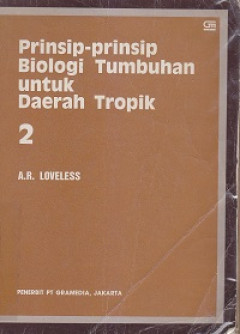 Prinsip-prinsip
Biologi Tumbuhan
untuk
Daerah Tropik
2
A.R. LOVELESS
PENERBIT PT GRAMEDIA, JAKARTA